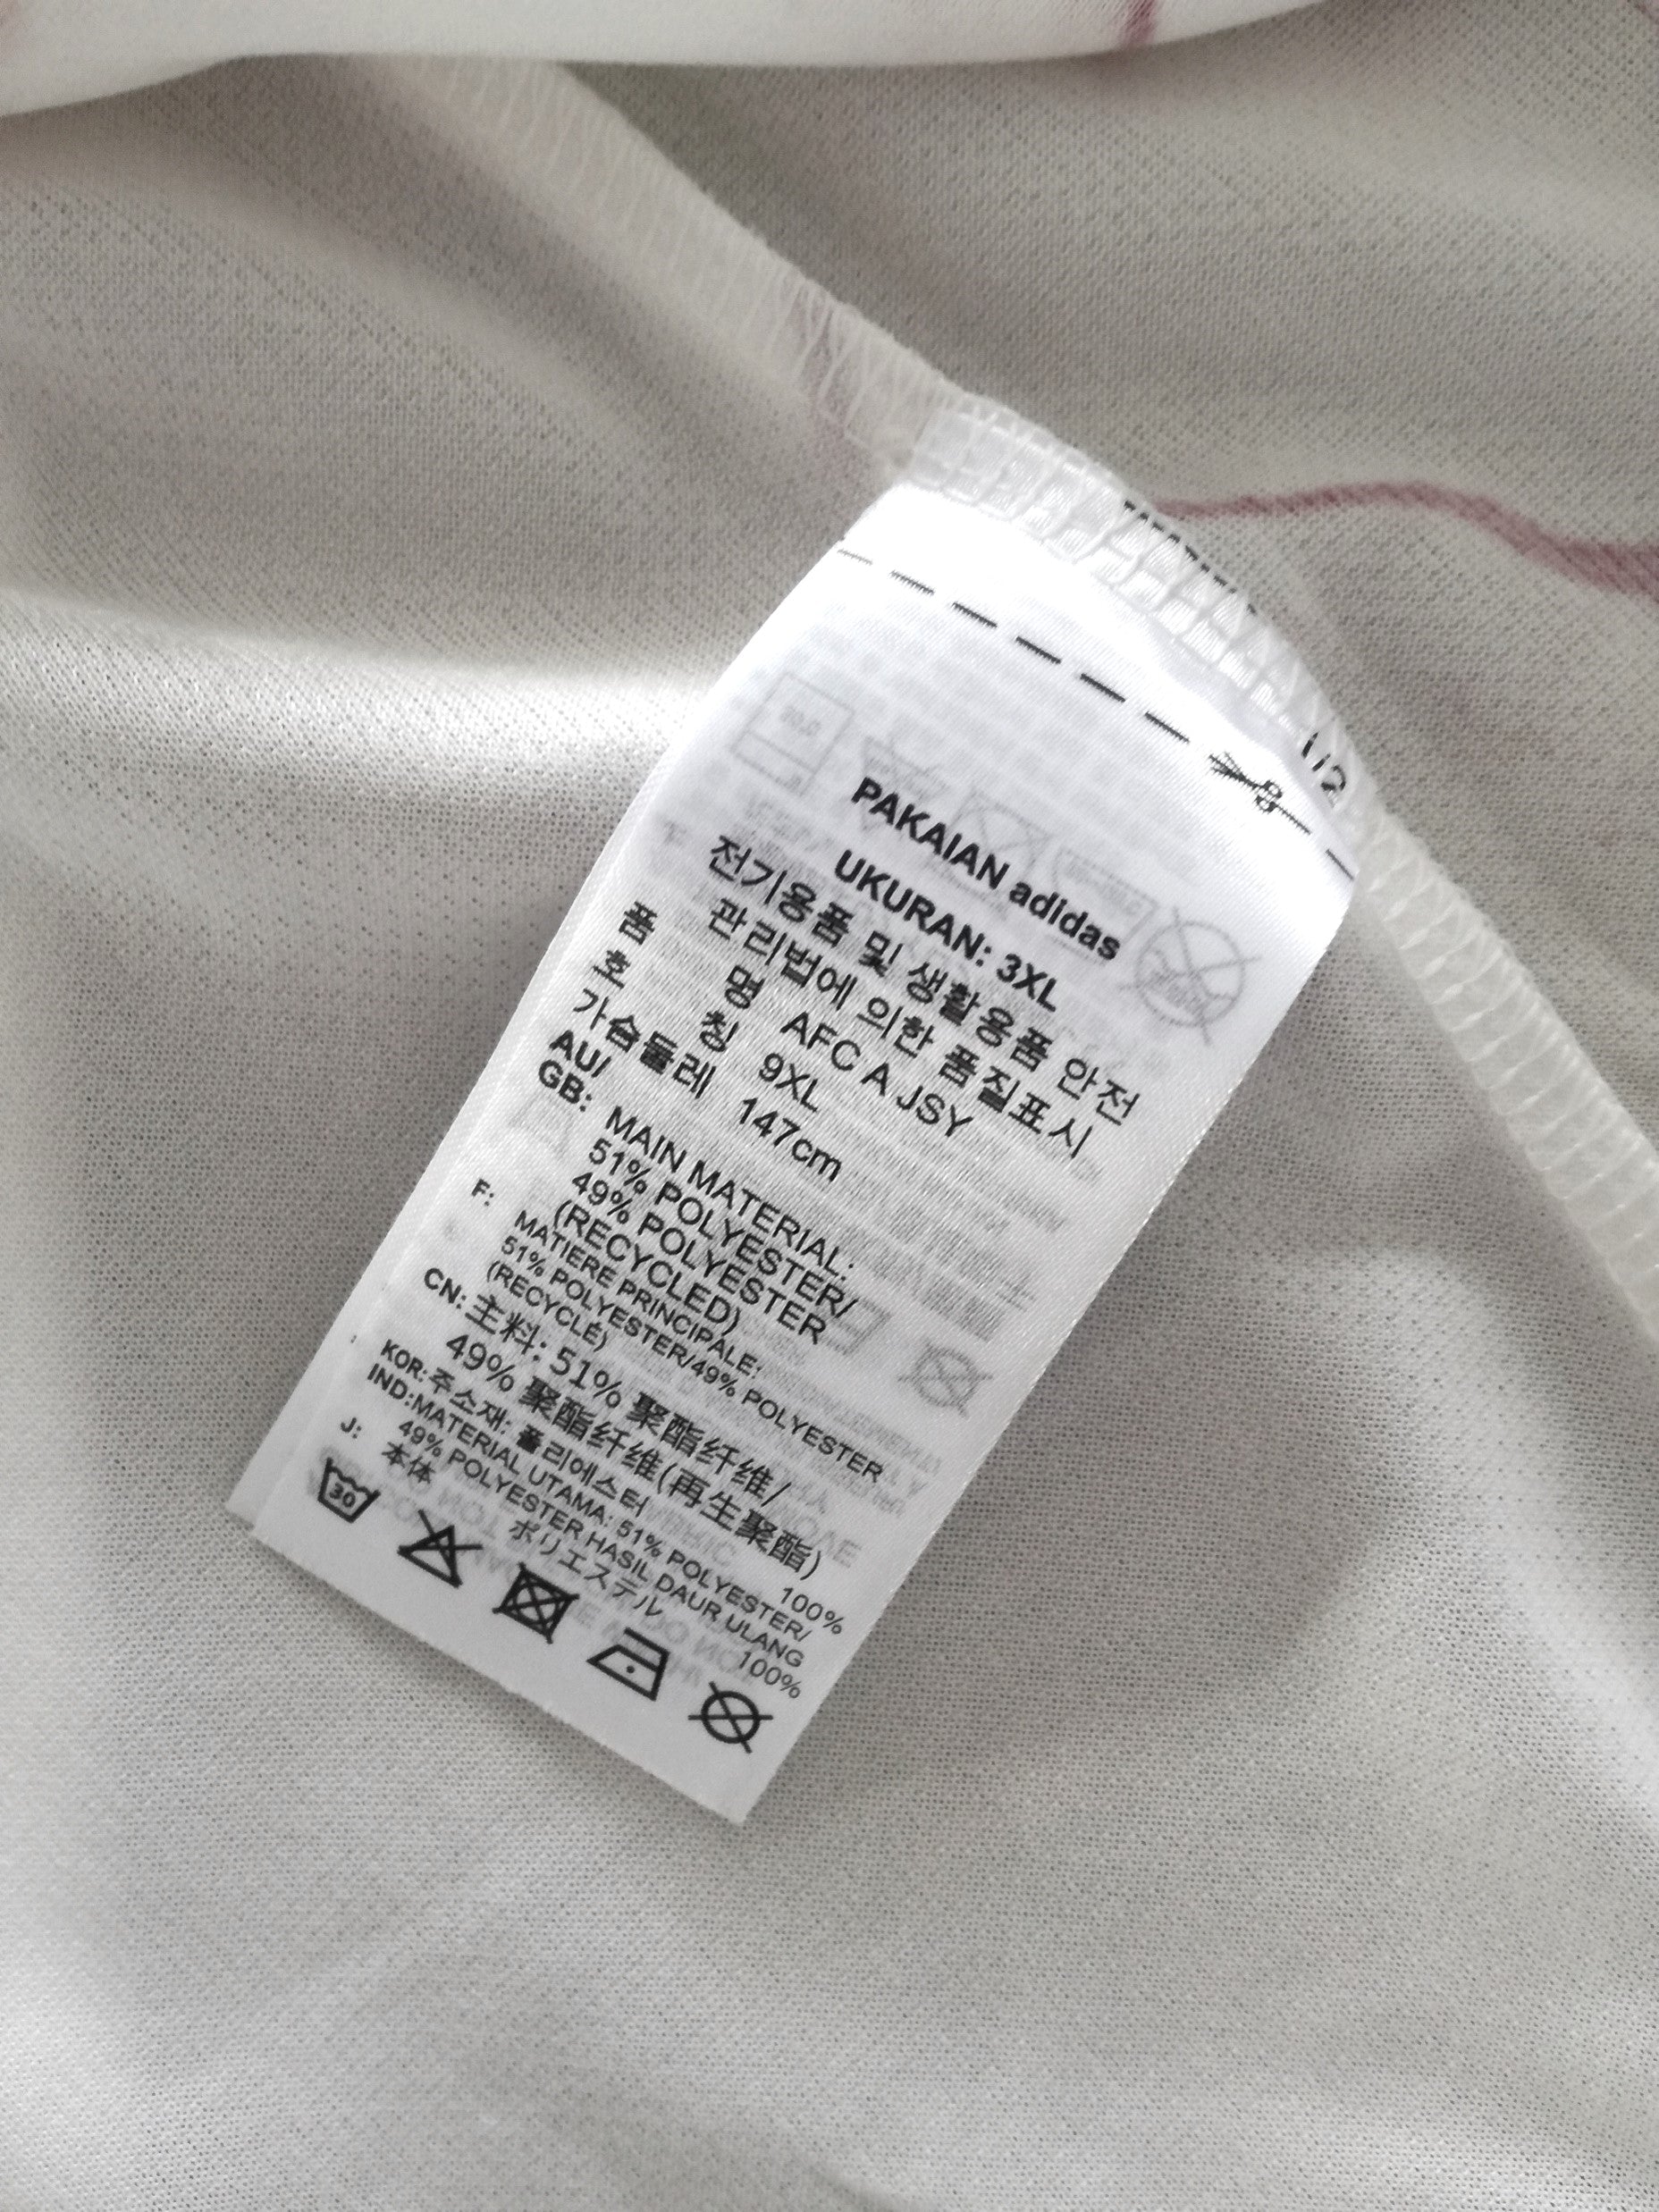 1/2
PAKAIAN adidas
UKURAN: 3XL
전기용품 및 생활용품 안전
관리법에 의한 품질표시
품 명 AFC A JSY
호 칭 9XL
가슴둘레 147cm
AU/
GB: MAIN MATERIAL:
51% POLYESTER/
49% POLYESTER
(RECYCLED)
F: MATIERE PRINCIPALE:
51% POLYESTER/49% POLYESTER
(RECYCLÉ)
CN: 主料: 51% 聚酯纤维/
49% 聚酯纤维(再生聚酯)
KOR: 주소재: 폴리에스터 100%
IND:MATERIAL UTAMA: 51% POLYESTER/
49% POLYESTER HASIL DAUR ULANG
J: 本体 ポリエステル 100%
30